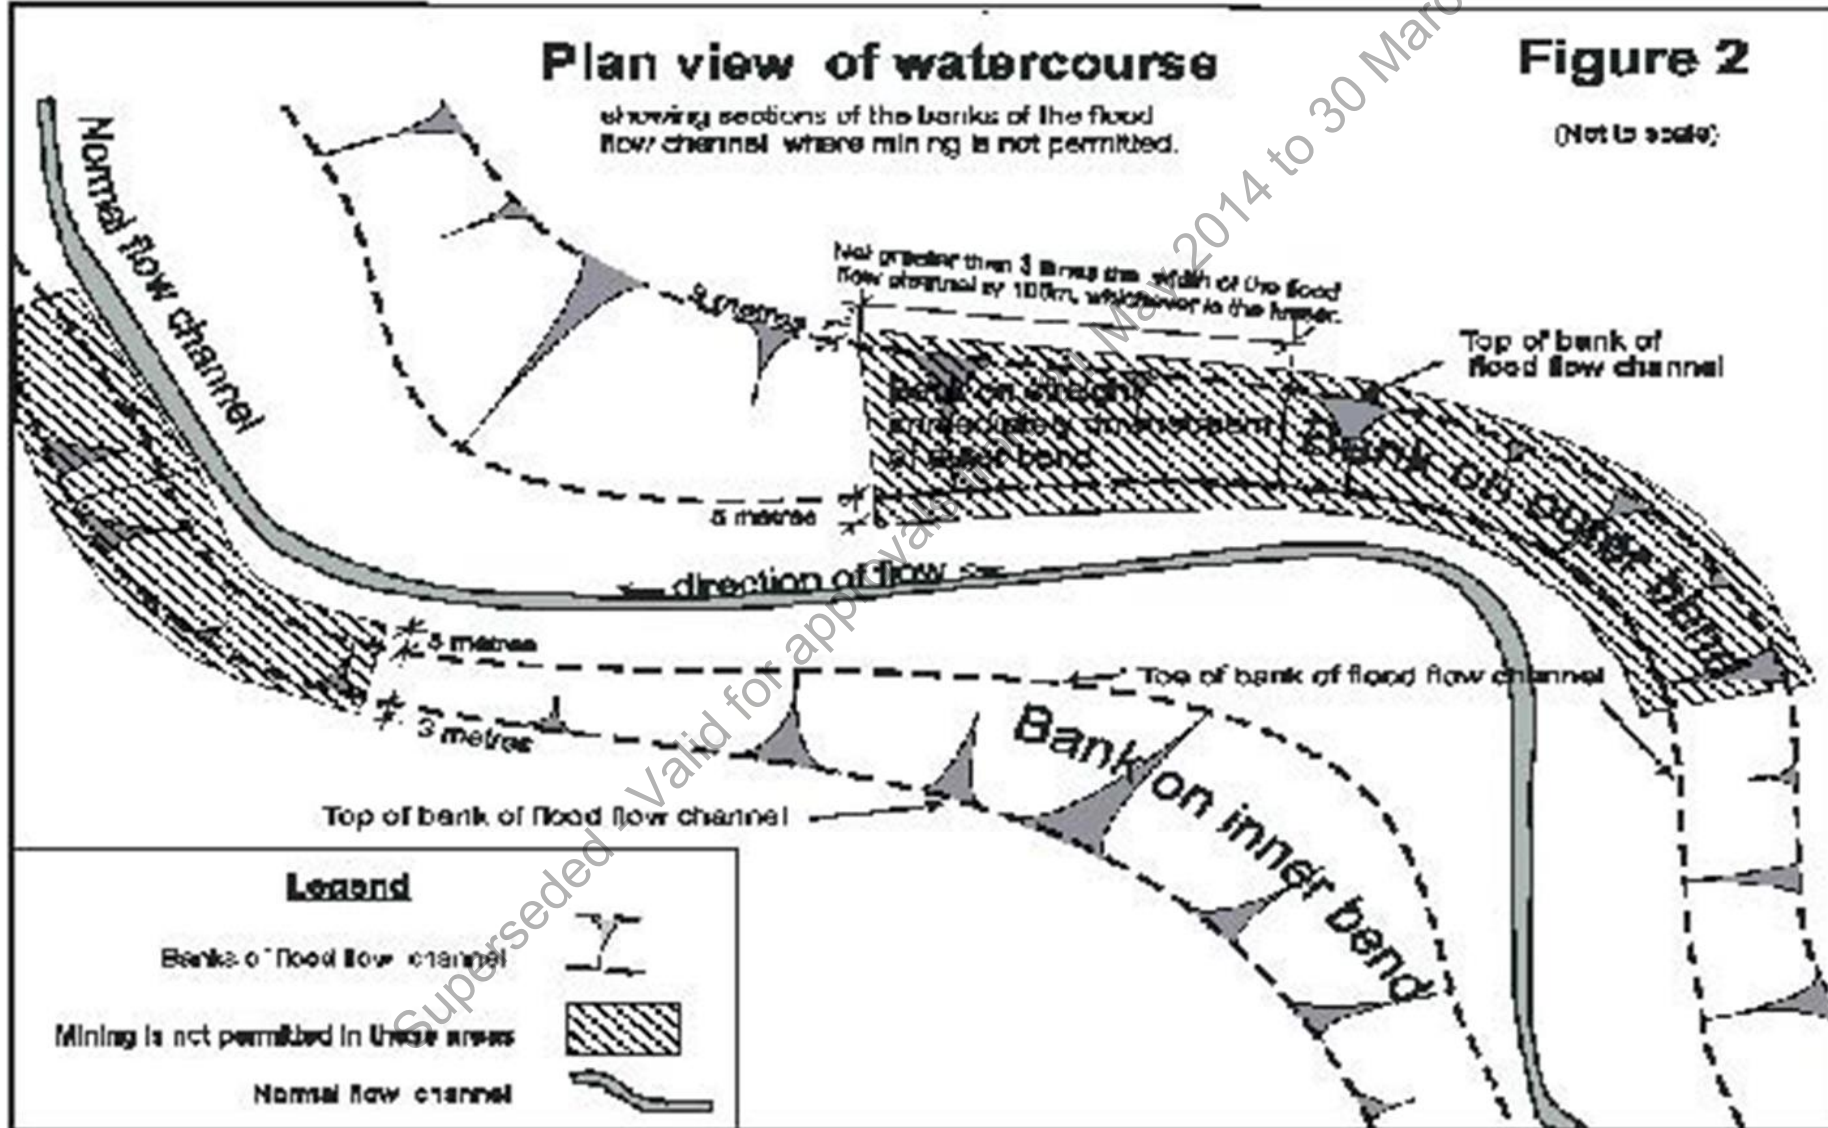 Plan view of watercourse
showing sections of the banks of the flood
flow channel where mining is not permitted.
Figure 2
(Not to scale)
Normal flow channel
3 metres
Not greater than 3 times the width of the flood
flow channel or 100m, whichever is the lesser.
Top of bank of
flood flow channel
Bank on straight
immediately downstream
of outer bend
Bank on outer bend
5 metres
direction of flow
5 metres
Top of bank of flood flow channel
3 metres
Bank on inner bend
Top of bank of flood flow channel
Legend
Banks of flood flow channel
Mining is not permitted in these areas
Normal flow channel
Superseded - Valid for approval May 2014 to 30 Marc